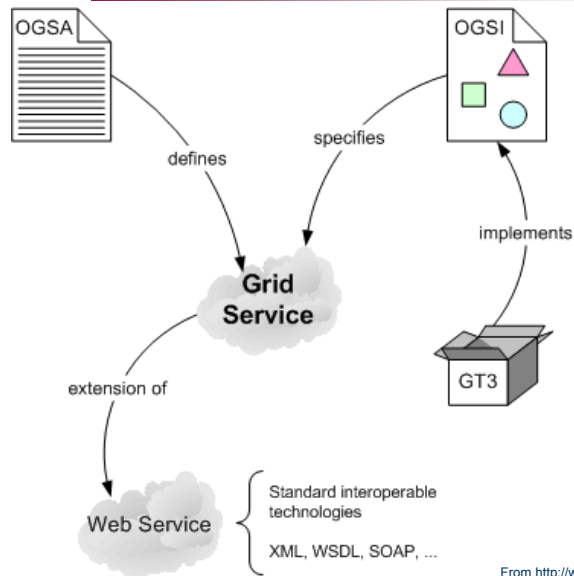 OGSA
OGSI
defines
specifies
implements
Grid
Service
GT3
extension of
Web Service
Standard interoperable
technologies
XML, WSDL, SOAP, ...
From http://w